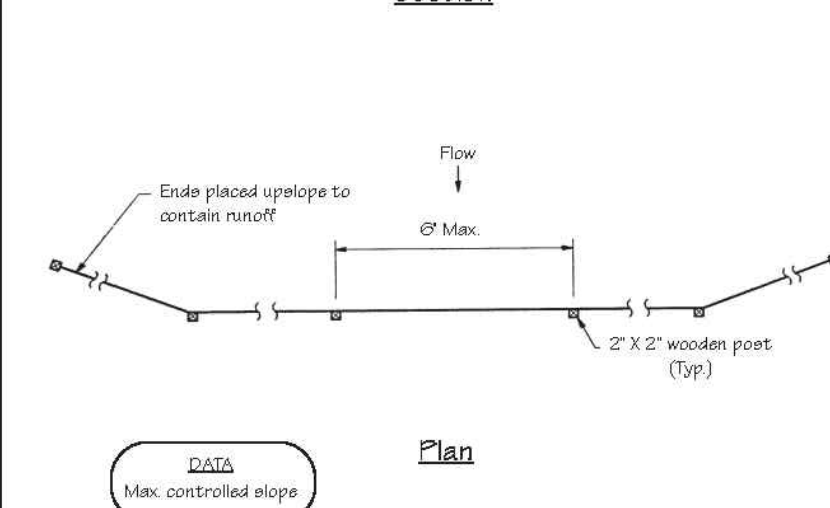 Flow
Ends placed upslope to
contain runoff
6' Max.
2" X 2" wooden post
(Typ.)
Plan
DATA
Max. controlled slope